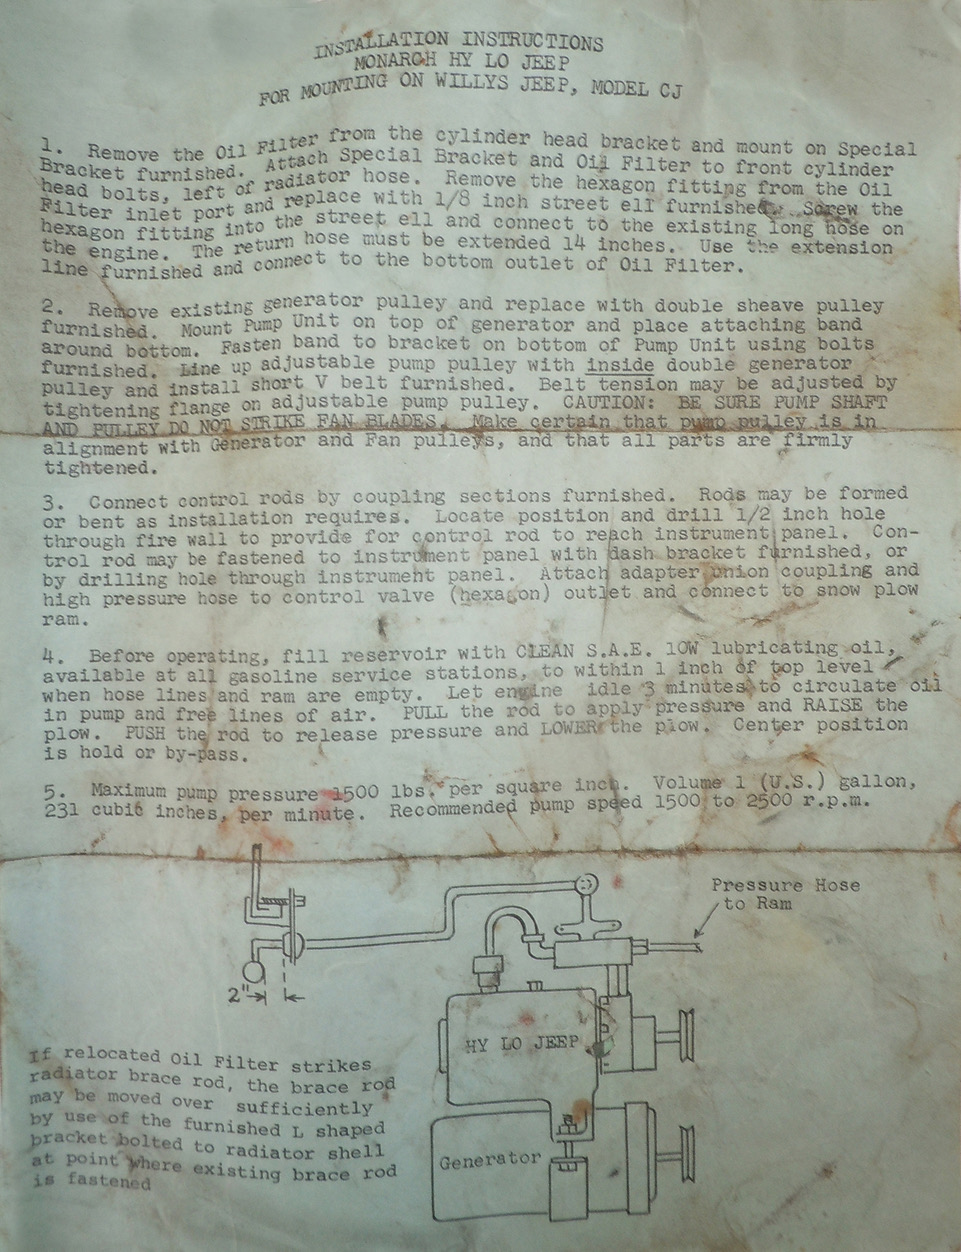 INSTALLATION INSTRUCTIONS
MONARCH HY LO JEEP
FOR MOUNTING ON WILLYS JEEP, MODEL CJ
1. Remove the Oil Filter from the cylinder head bracket and mount on Special
Bracket furnished. Attach Special Bracket and Oil Filter to front cylinder
head bolts, left of radiator hose. Remove the hexagon fitting from the Oil
Filter inlet port and replace with 1/8 inch street ell furnished. Screw the
hexagon fitting into the street ell and connect to the existing long hose on
the engine. The return hose must be extended 14 inches. Use the extension
line furnished and connect to the bottom outlet of Oil Filter.
2. Remove existing generator pulley and replace with double sheave pulley
furnished. Mount Pump Unit on top of generator and place attaching band
around bottom. Fasten band to bracket on bottom of Pump Unit using bolts
furnished. Line up adjustable pump pulley with inside double generator
pulley and install short V belt furnished. Belt tension may be adjusted by
tightening flange on adjustable pump pulley. CAUTION: BE SURE PUMP SHAFT
AND PULLEY DO NOT STRIKE FAN BLADES. Make certain that pump pulley is in
alignment with Generator and Fan pulleys, and that all parts are firmly
tightened.
3. Connect control rods by coupling sections furnished. Rods may be formed
or bent as installation requires. Locate position and drill 1/2 inch hole
through fire wall to provide for control rod to reach instrument panel. Con-
trol rod may be fastened to instrument panel with dash bracket furnished, or
by drilling hole through instrument panel. Attach adapter union coupling and
high pressure hose to control valve (hexagon) outlet and connect to snow plow
ram.
4. Before operating, fill reservoir with CLEAN S.A.E. 10W lubricating oil,
available at all gasoline service stations, to within 1 inch of top level
when hose lines and ram are empty. Let engine idle 3 minutes to circulate oil
in pump and free lines of air. PULL the rod to apply pressure and RAISE the
plow. PUSH the rod to release pressure and LOWER the plow. Center position
is hold or by-pass.
5. Maximum pump pressure 1500 lbs. per square inch. Volume 1 (U.S.) gallon,
231 cubic inches, per minute. Recommended pump speed 1500 to 2500 r.p.m.
Pressure Hose
to Ram
2"
HY LO JEEP
If relocated Oil Filter strikes
radiator brace rod, the brace rod
may be moved over sufficiently
by use of the furnished L shaped
bracket bolted to radiator shell
at point where existing brace rod
is fastened
Generator